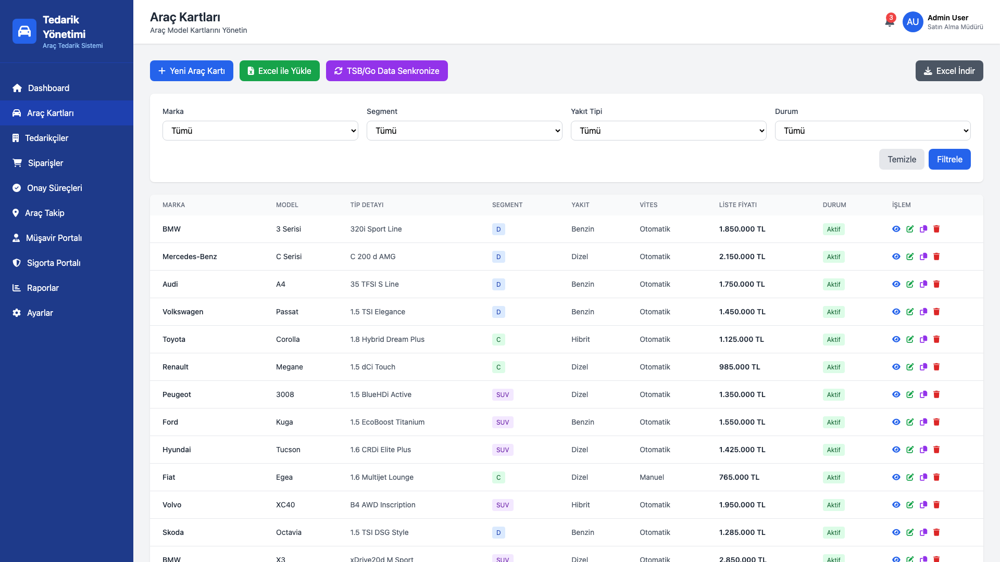 Tedarik
Yönetimi
Araç Tedarik Sistemi
Dashboard
Araç Kartları
Tedarikçiler
Siparişler
Onay Süreçleri
Araç Takip
Müşavir Portalı
Sigorta Portalı
Raporlar
Ayarlar
Araç Kartları
Araç Model Kartlarını Yönetin
3
AU
Admin User
Satın Alma Müdürü
Yeni Araç Kartı
Excel ile Yükle
TSB/Go Data Senkronize
Excel İndir
Marka Segment Yakıt Tipi Durum
Tümü Tümü Tümü Tümü
Temizle Filtrele
MARKA MODEL TİP DETAYI SEGMENT YAKIT VİTES LİSTE FİYATI DURUM İŞLEM
BMW 3 Serisi 320i Sport Line D Benzin Otomatik 1.850.000 TL Aktif
Mercedes-Benz C Serisi C 200 d AMG D Dizel Otomatik 2.150.000 TL Aktif
Audi A4 35 TFSI S Line D Benzin Otomatik 1.750.000 TL Aktif
Volkswagen Passat 1.5 TSI Elegance D Benzin Otomatik 1.450.000 TL Aktif
Toyota Corolla 1.8 Hybrid Dream Plus C Hibrit Otomatik 1.125.000 TL Aktif
Renault Megane 1.5 dCi Touch C Dizel Otomatik 985.000 TL Aktif
Peugeot 3008 1.5 BlueHDi Active SUV Dizel Otomatik 1.350.000 TL Aktif
Ford Kuga 1.5 EcoBoost Titanium SUV Benzin Otomatik 1.550.000 TL Aktif
Hyundai Tucson 1.6 CRDi Elite Plus SUV Dizel Otomatik 1.425.000 TL Aktif
Fiat Egea 1.6 Multijet Lounge C Dizel Manuel 765.000 TL Aktif
Volvo XC40 B4 AWD Inscription SUV Hibrit Otomatik 1.950.000 TL Aktif
Skoda Octavia 1.5 TSI DSG Style D Benzin Otomatik 1.285.000 TL Aktif
BMW X3 xDrive20d M Sport SUV Dizel Otomatik 2.850.000 TL Aktif